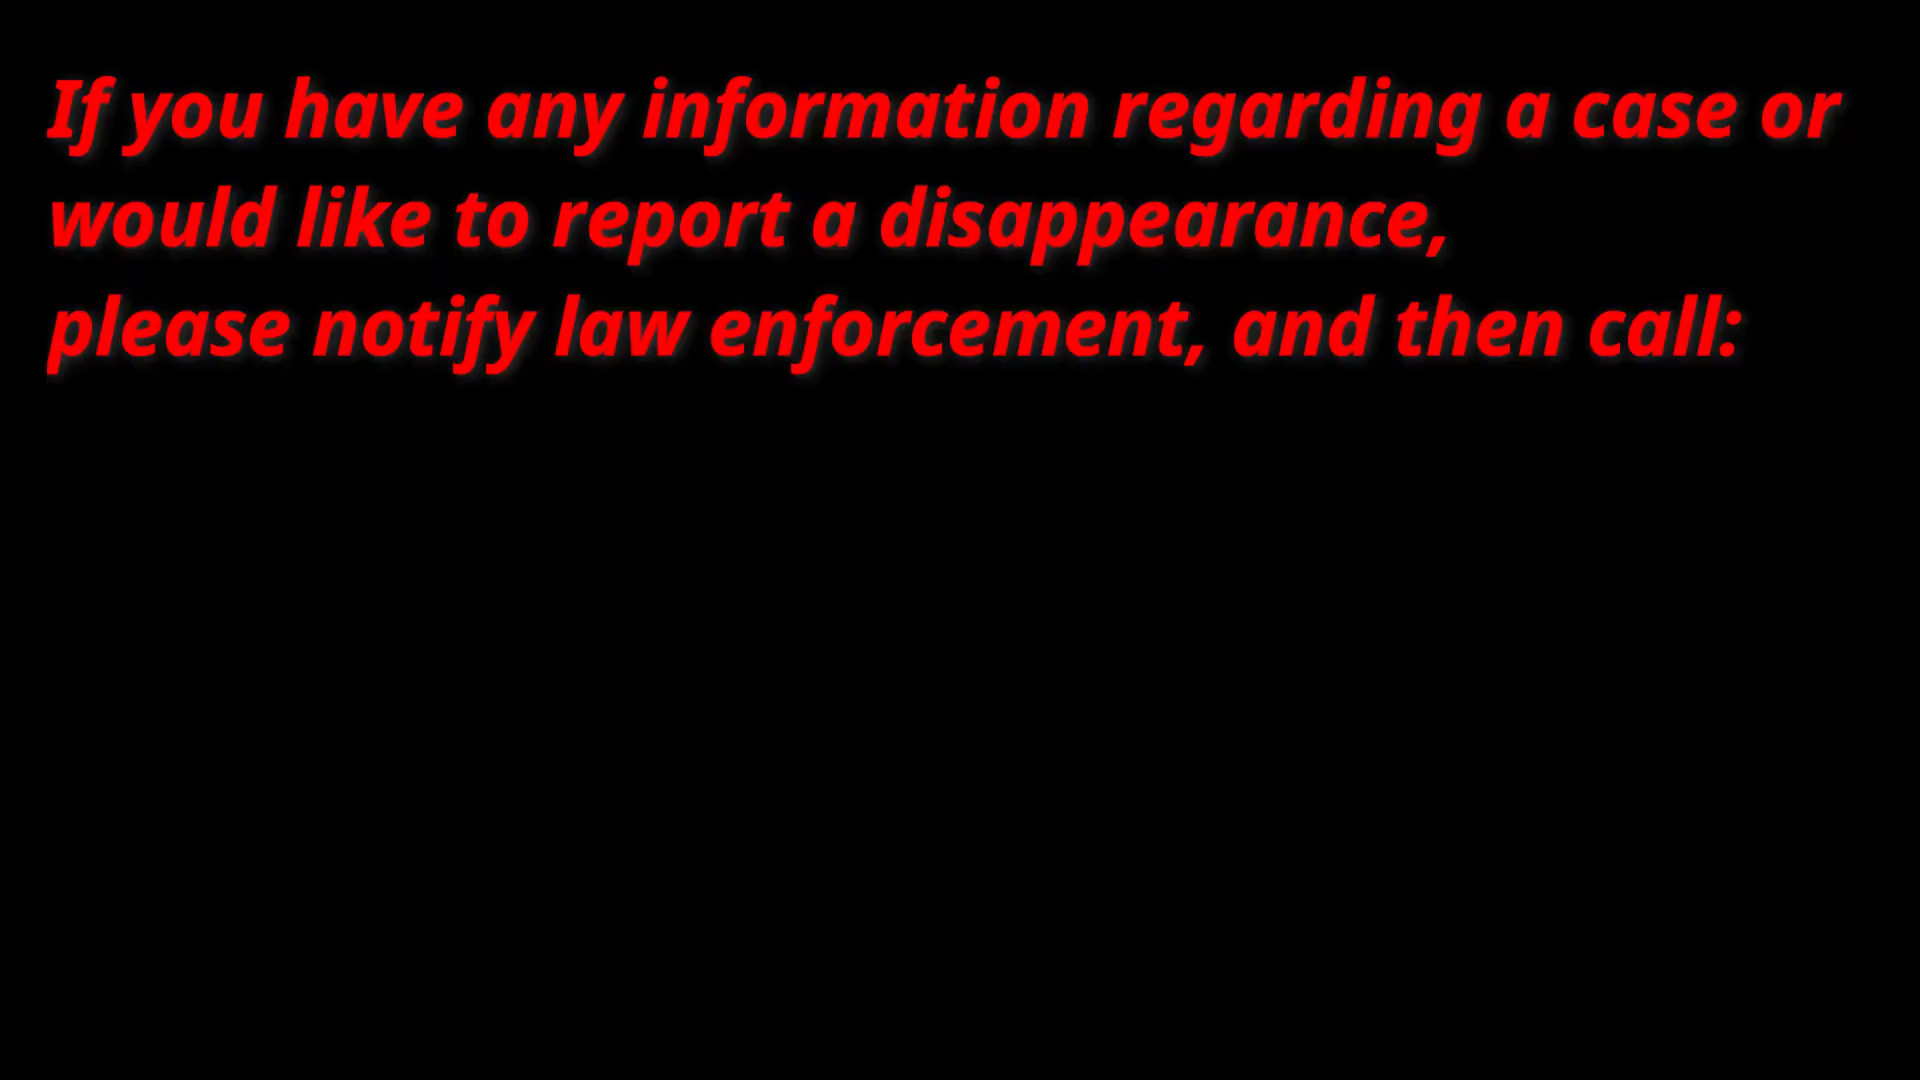 If you have any information regarding a case or
would like to report a disappearance,
please notify law enforcement, and then call: